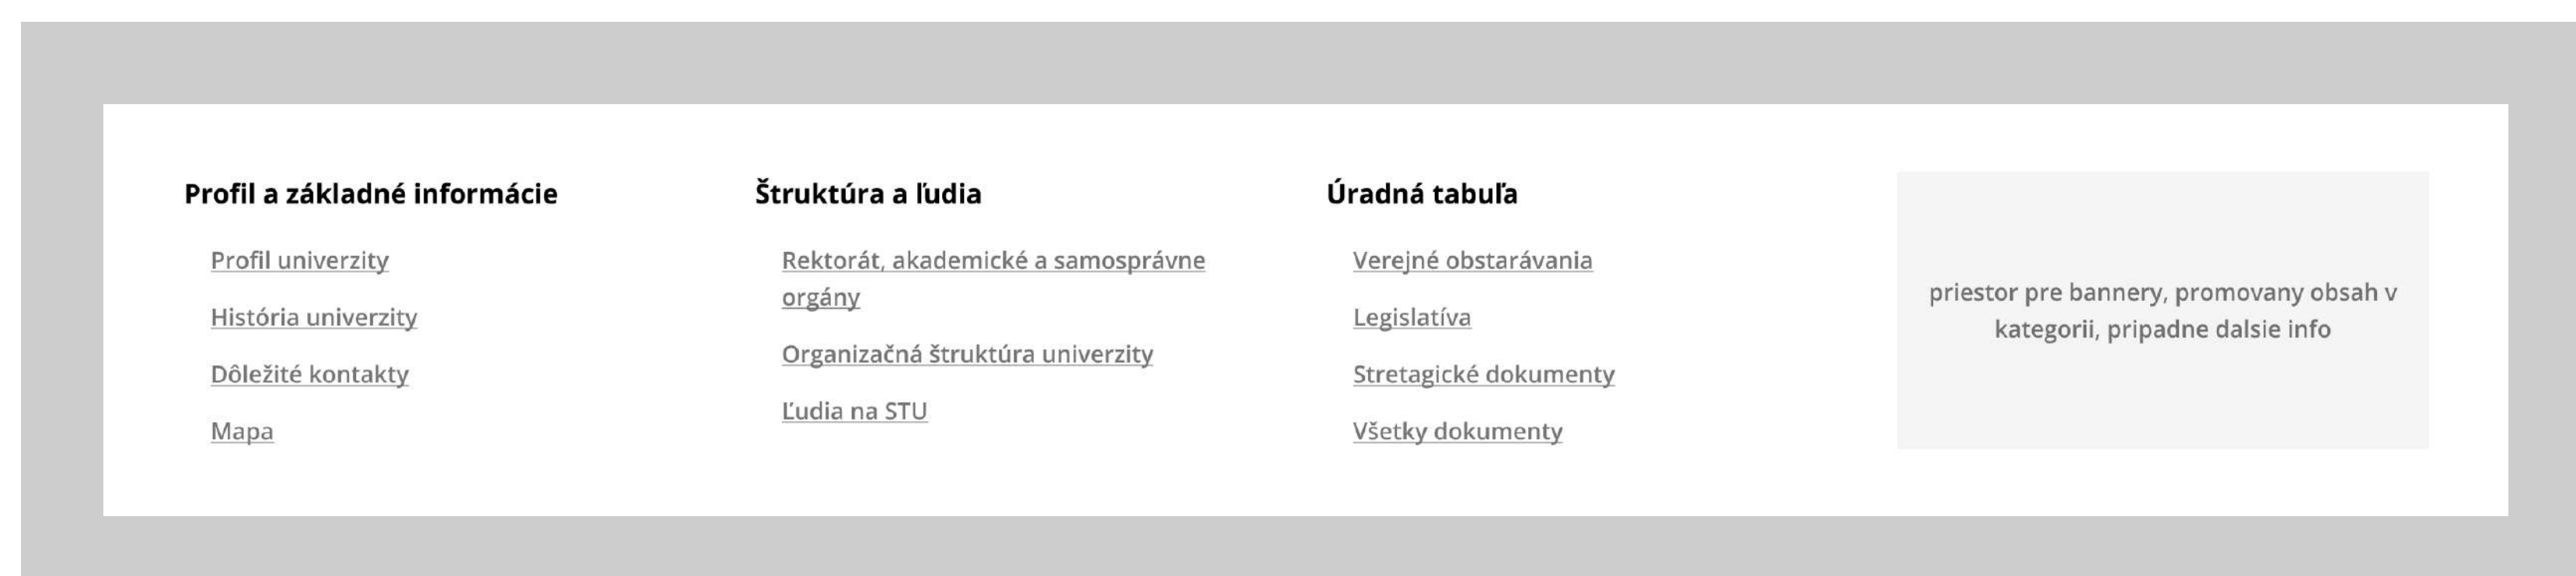 Profil a základné informácie
Profil univerzity
História univerzity
Dôležité kontakty
Mapa
Štruktúra a ľudia
Rektorát, akademické a samosprávne
orgány
Organizačná štruktúra univerzity
Ľudia na STU
Úradná tabuľa
Verejné obstarávania
Legislatíva
Stretagické dokumenty
Všetky dokumenty
priestor pre bannery, promovany obsah v
kategorii, pripadne dalsie info